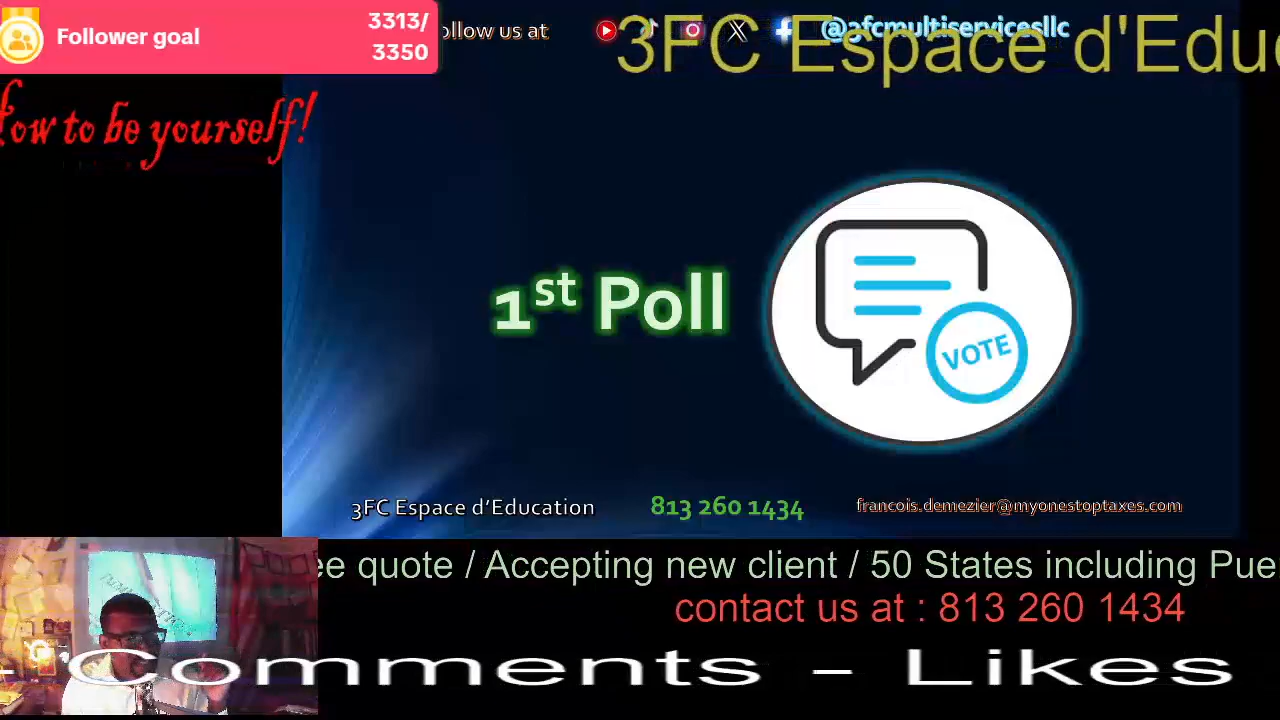 Follower goal
3313/
3350
ollow us at
@3fcmultiservicesllc
3FC Espace d'Educ
How to be yourself!
1st Poll
VOTE
3FC Espace d'Education
813 260 1434
francois.demezier@myonestoptaxes.com
ee quote / Accepting new client / 50 States including Pue
contact us at : 813 260 1434
- Comments - Likes